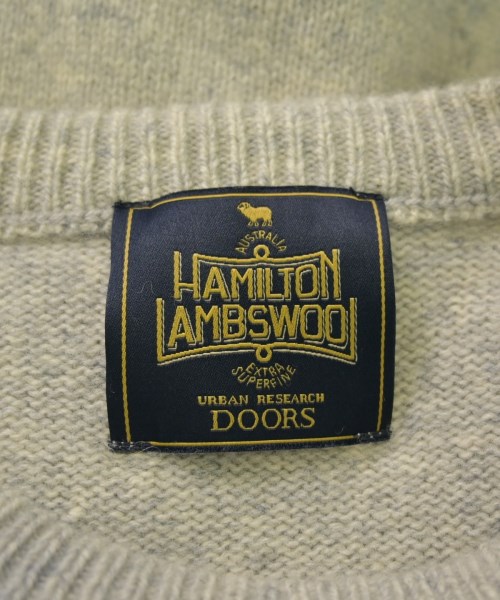 AUSTRALIA
HAMILTON
LAMBSWOOL
EXTRA
SUPERFINE
URBAN RESEARCH
DOORS